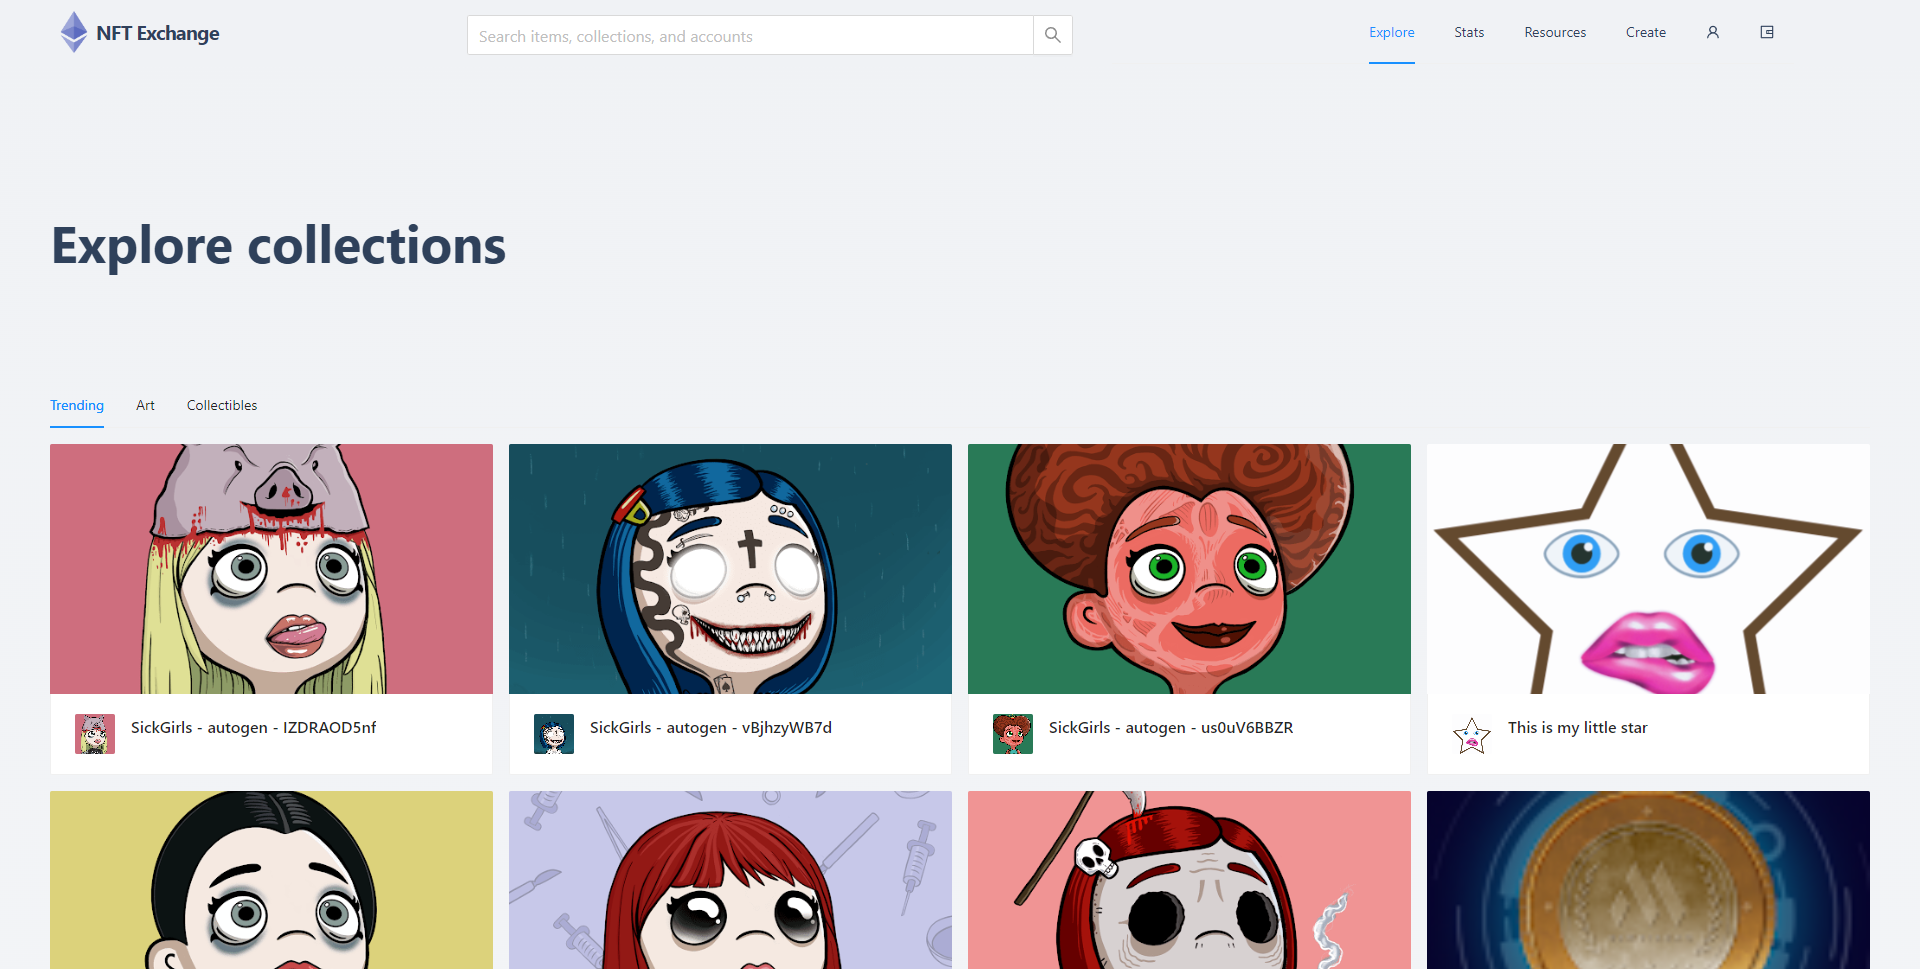 NFT Exchange
Search items, collections, and accounts
Explore
Stats
Resources
Create
Explore collections
Trending
Art
Collectibles
SickGirls - autogen - IZDRAOD5nf
SickGirls - autogen - vBjhzyWB7d
SickGirls - autogen - us0uV6BBZR
This is my little star